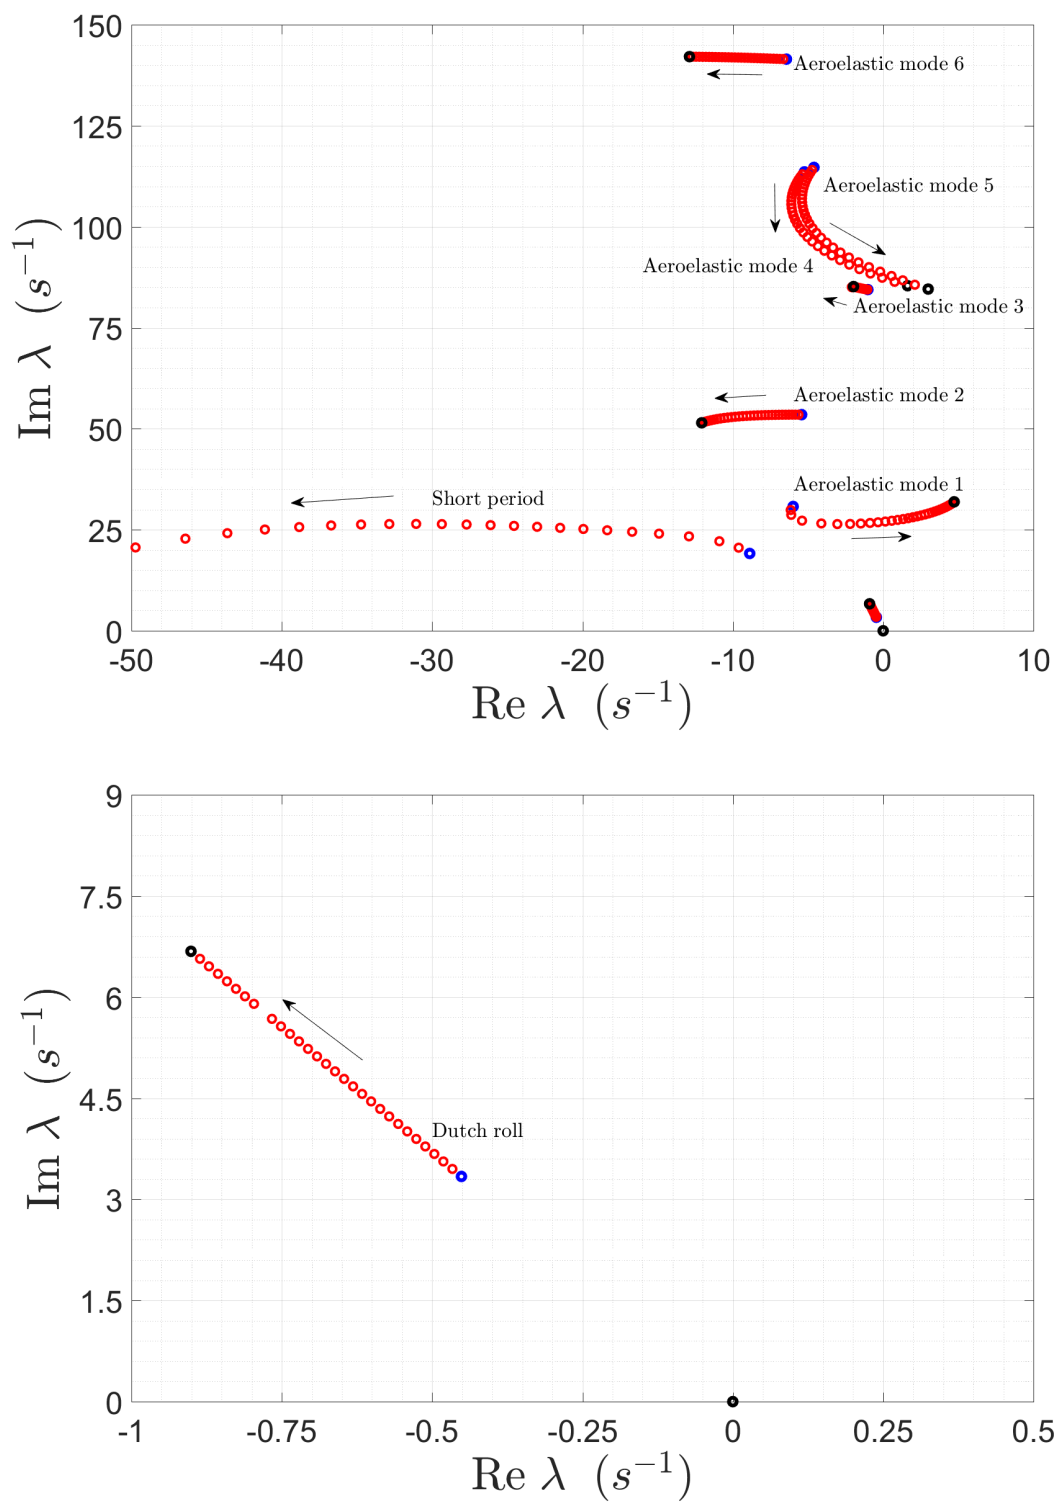 150
Aeroelastic mode 6
125
Aeroelastic mode 5
100
Aeroelastic mode 4
Aeroelastic mode 3
75
Aeroelastic mode 2
50
Aeroelastic mode 1
Short period
25
0
Im λ (s⁻¹)
-50 -40 -30 -20 -10 0 10
Re λ (s⁻¹)
9
7.5
6
4.5
Dutch roll
3
1.5
0
Im λ (s⁻¹)
-1 -0.75 -0.5 -0.25 0 0.25 0.5
Re λ (s⁻¹)